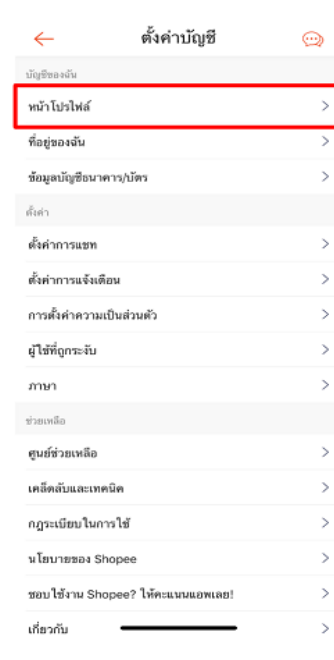 ตั้งค่าบัญชี
บัญชีของฉัน
หน้าโปรไฟล์
ที่อยู่ของฉัน
ข้อมูลบัญชีธนาคาร/บัตร
ตั้งค่า
ตั้งค่าการแชท
ตั้งค่าการแจ้งเตือน
การตั้งค่าความเป็นส่วนตัว
ผู้ใช้ที่ถูกระงับ
ภาษา
ช่วยเหลือ
ศูนย์ช่วยเหลือ
เคล็ดลับและเทคนิค
กฎระเบียบในการใช้
นโยบายของ Shopee
ชอบใช้งาน Shopee? ให้คะแนนแอพเลย!
เกี่ยวกับ